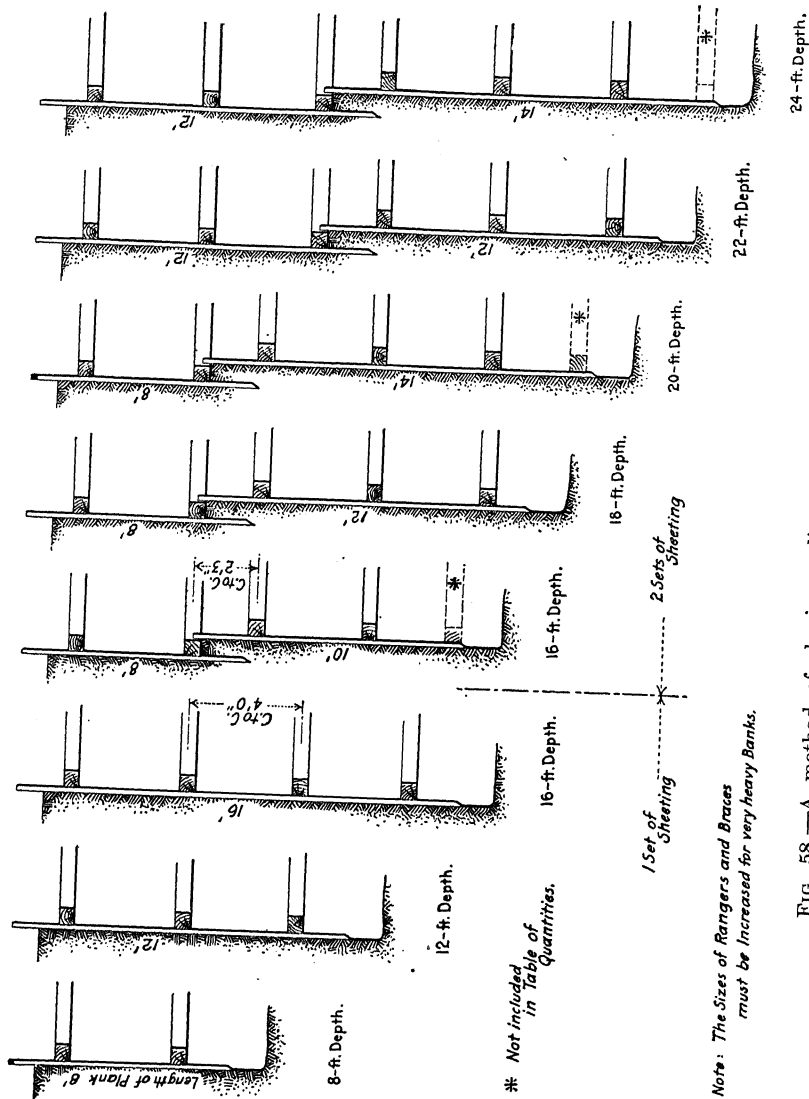 Length of Plank 8'
8-ft. Depth.
12'
12-ft. Depth.
16'
C. to C.
4'0"
16-ft. Depth.
8'
10'
C. to C.
2'3"
*
16-ft. Depth.
8'
12'
18-ft. Depth.
8'
14'
*
20-ft. Depth.
12'
12'
22-ft. Depth.
12'
14'
*
24-ft. Depth.
* Not included
in Table of
Quantities.
1 Set of
Sheeting
2 Sets of
Sheeting
Note: The Sizes of Rangers and Braces
must be Increased for very heavy Banks.
FIG. 58.—A method of